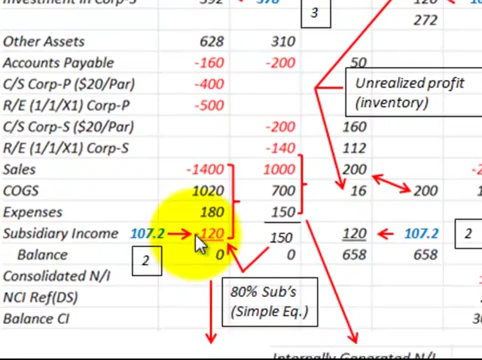 Investment in Corp-S 392 378 120
3
272
Other Assets 628 310
Accounts Payable -160 -200 50
C/S Corp-P ($20/Par) -400
R/E (1/1/X1) Corp-P -500
Unrealized profit
(inventory)
C/S Corp-S ($20/Par) -200 160
R/E (1/1/X1) Corp-S -140 112
Sales -1400 1000 200
COGS 1020 700 16 200
Expenses 180 150
Subsidiary Income 107.2 -120 150 120 107.2 2
Balance 2 0 0 658 658
Consolidated N/I
NCI Ref(DS)
Balance CI
80% Sub's
(Simple Eq.)
Internally Generated N/I